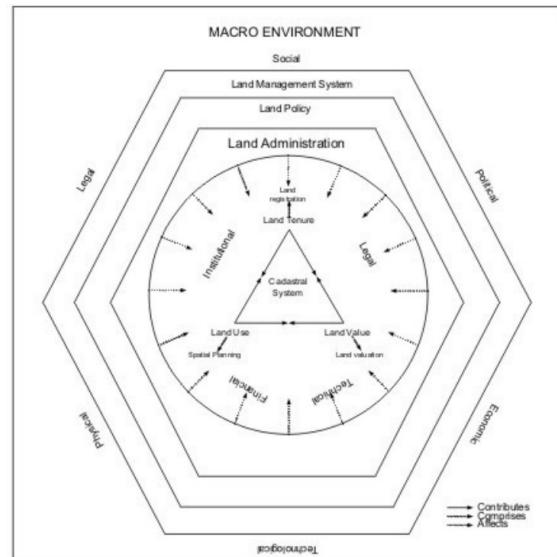 MACRO ENVIRONMENT
Social
Land Management System
Land Policy
Land Administration
Legal
Political
Land
registration
Land Tenure
Institutional
Legal
Cadastral
System
Land Use
Land Value
Spatial Planning
Land valuation
Financial
Technical
Physical
Economic
Contributes
Comprises
Affects
Technological